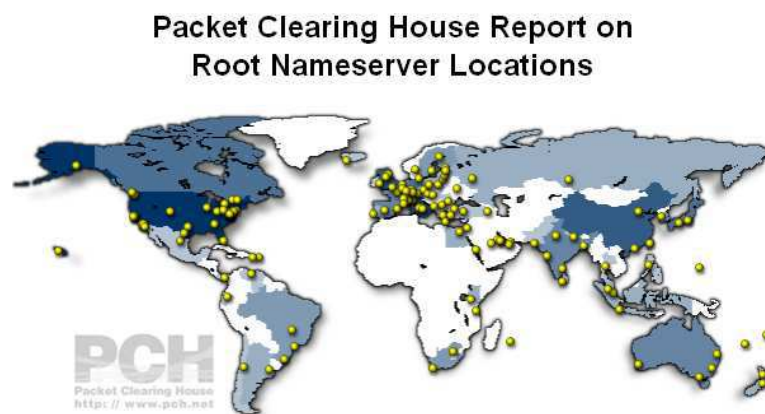 Packet Clearing House Report on
Root Nameserver Locations
PCH
Packet Clearing House
http: // www.pch.net